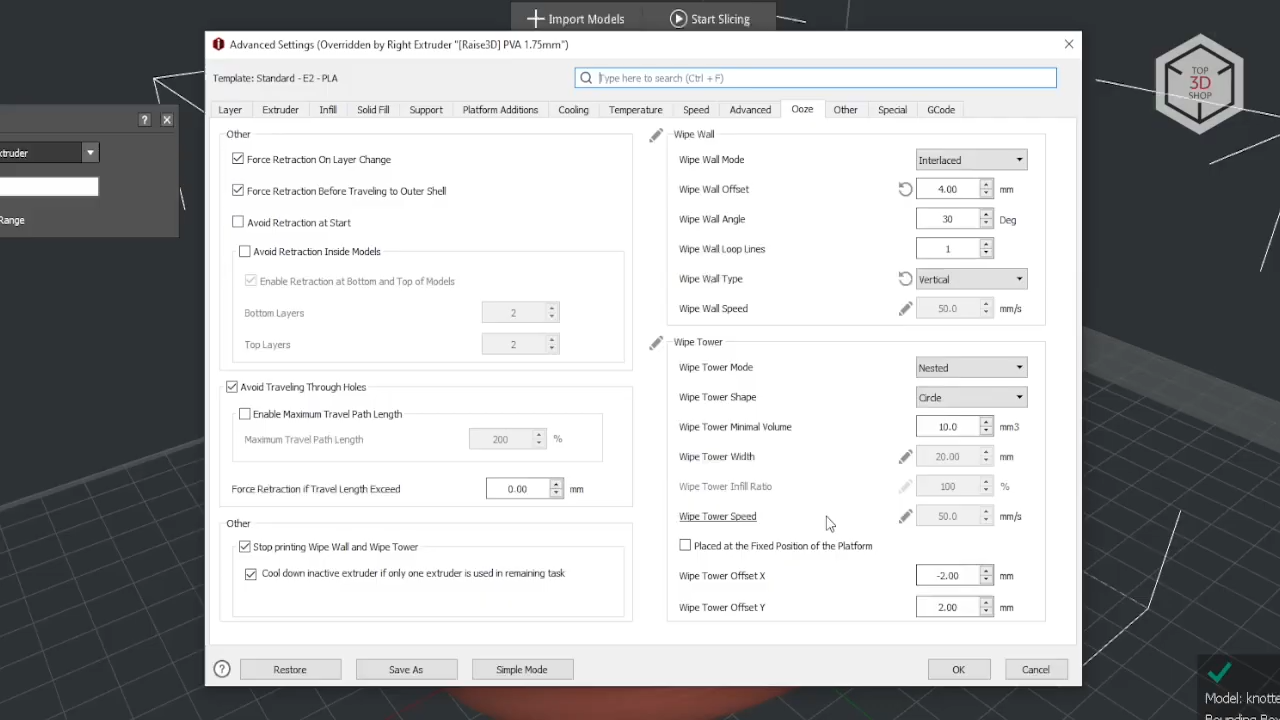 Import Models
Start Slicing
Advanced Settings (Overridden by Right Extruder "[Raise3D] PVA 1.75mm")
TOP
3D
SHOP
Template: Standard - E2 - PLA
Type here to search (Ctrl + F)
Layer
Extruder
Infill
Solid Fill
Support
Platform Additions
Cooling
Temperature
Speed
Advanced
Ooze
Other
Special
GCode
?
xtruder
Range
Other
Force Retraction On Layer Change
Force Retraction Before Traveling to Outer Shell
Avoid Retraction at Start
Avoid Retraction Inside Models
Enable Retraction at Bottom and Top of Models
Bottom Layers 2
Top Layers 2
Avoid Traveling Through Holes
Enable Maximum Travel Path Length
Maximum Travel Path Length 200 %
Force Retraction if Travel Length Exceed 0.00 mm
Other
Stop printing Wipe Wall and Wipe Tower
Cool down inactive extruder if only one extruder is used in remaining task
Wipe Wall
Wipe Wall Mode Interlaced
Wipe Wall Offset 4.00 mm
Wipe Wall Angle 30 Deg
Wipe Wall Loop Lines 1
Wipe Wall Type Vertical
Wipe Wall Speed 50.0 mm/s
Wipe Tower
Wipe Tower Mode Nested
Wipe Tower Shape Circle
Wipe Tower Minimal Volume 10.0 mm3
Wipe Tower Width 20.00 mm
Wipe Tower Infill Ratio 100 %
Wipe Tower Speed 50.0 mm/s
Placed at the Fixed Position of the Platform
Wipe Tower Offset X -2.00 mm
Wipe Tower Offset Y 2.00 mm
?
Restore
Save As
Simple Mode
OK
Cancel
Model: knotte